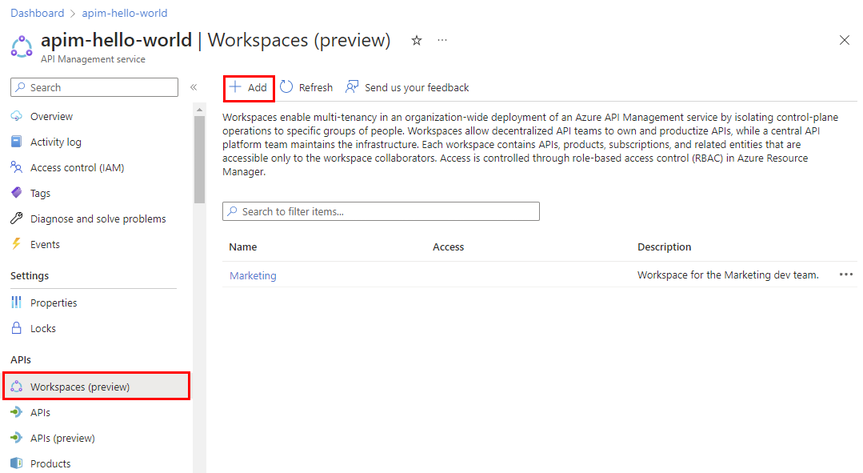 Dashboard > apim-hello-world
apim-hello-world | Workspaces (preview)
API Management service
Search
Overview
Activity log
Access control (IAM)
Tags
Diagnose and solve problems
Events
Settings
Properties
Locks
APIs
Workspaces (preview)
APIs
APIs (preview)
Products
Add Refresh Send us your feedback
Workspaces enable multi-tenancy in an organization-wide deployment of an Azure API Management service by isolating control-plane
operations to specific groups of people. Workspaces allow decentralized API teams to own and productize APIs, while a central API
platform team maintains the infrastructure. Each workspace contains APIs, products, subscriptions, and related entities that are
accessible only to the workspace collaborators. Access is controlled through role-based access control (RBAC) in Azure Resource
Manager.
Search to filter items...
Name Access Description
Marketing Workspace for the Marketing dev team.